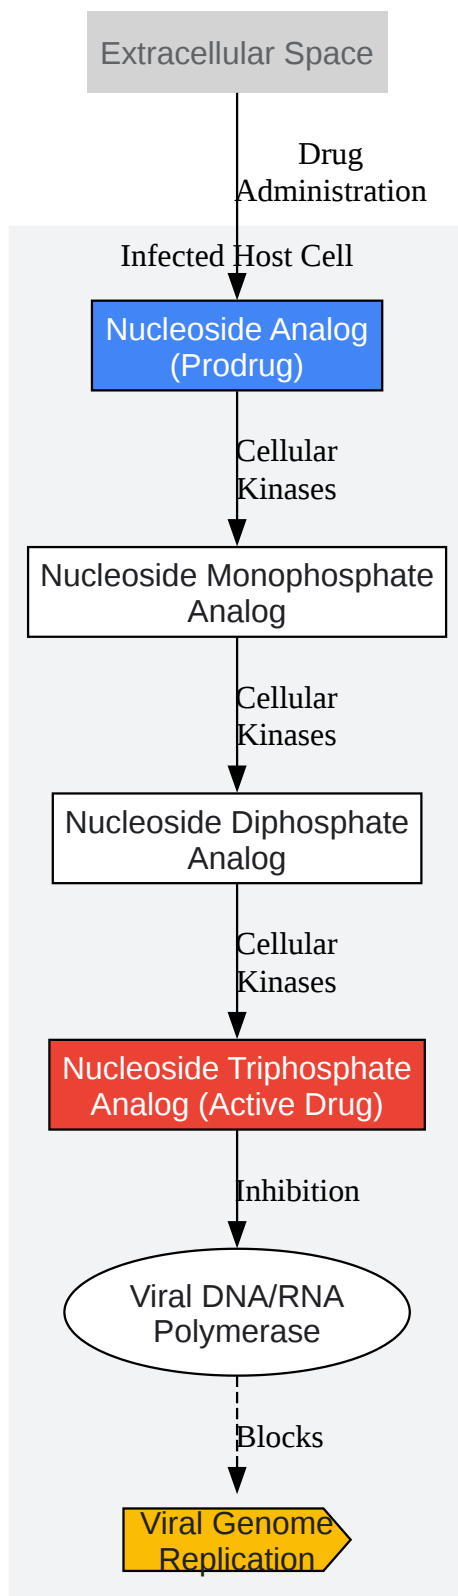 Extracellular Space
Drug
Administration
Infected Host Cell
Nucleoside Analog
(Prodrug)
Cellular
Kinases
Nucleoside Monophosphate
Analog
Cellular
Kinases
Nucleoside Diphosphate
Analog
Cellular
Kinases
Nucleoside Triphosphate
Analog (Active Drug)
Inhibition
Viral DNA/RNA
Polymerase
Blocks
Viral Genome
Replication